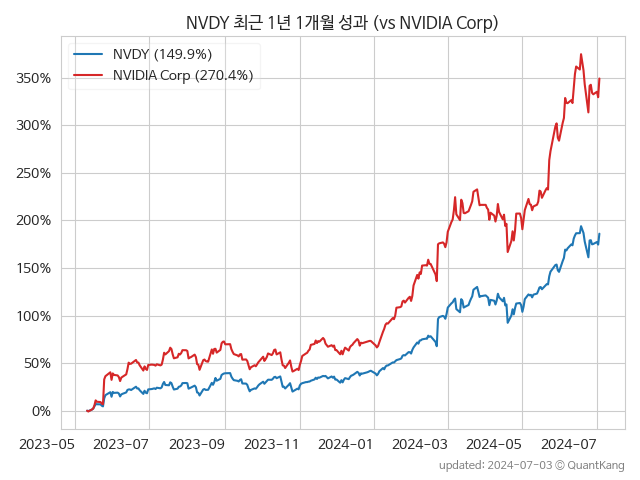 NVDY 최근 1년 1개월 성과 (vs NVIDIA Corp)
NVDY (149.9%)
NVIDIA Corp (270.4%)
350%
300%
250%
200%
150%
100%
50%
0%
2023-05 2023-07 2023-09 2023-11 2024-01 2024-03 2024-05 2024-07
updated: 2024-07-03 © QuantKang